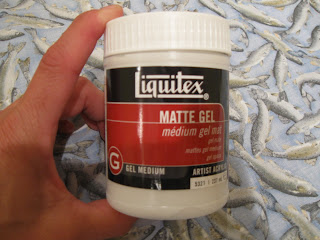 Liquitex®
MATTE GEL
médium gel mat
G
GEL MEDIUM
ARTIST ACRYLIC